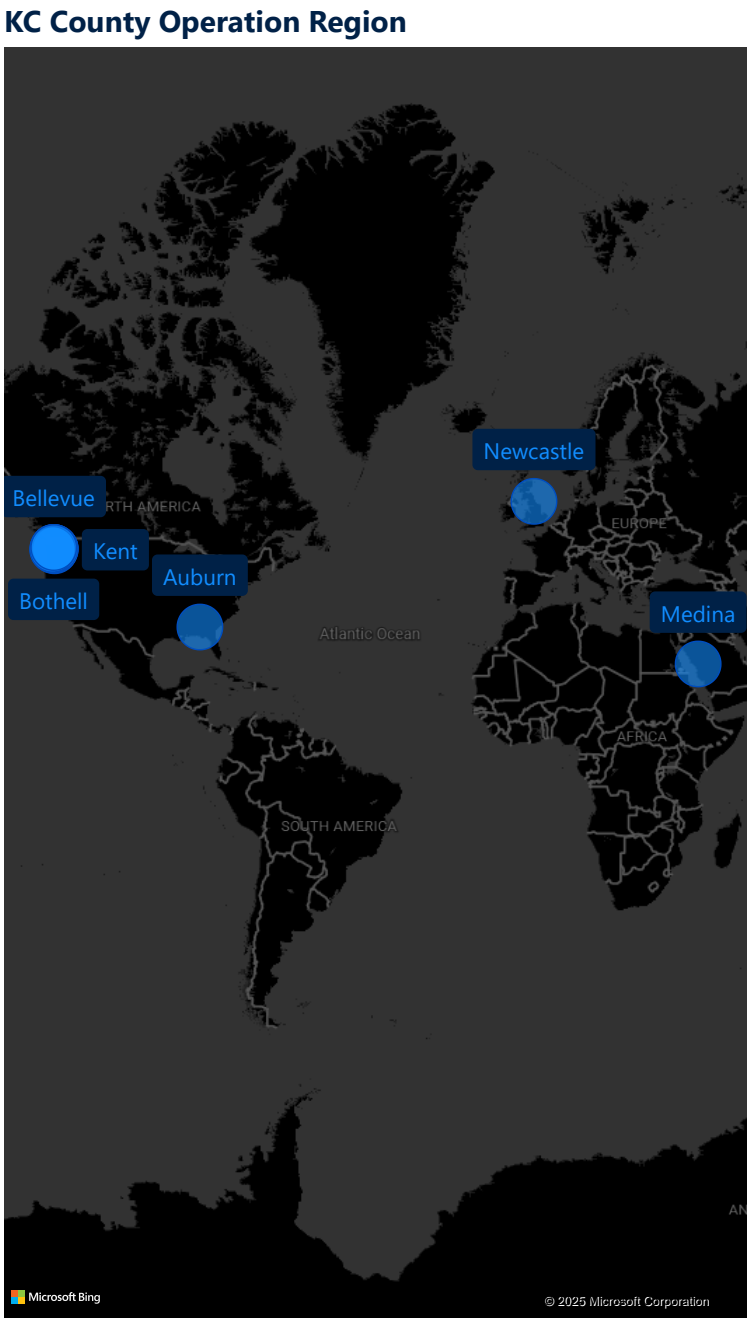 KC County Operation Region
Newcastle
Bellevue
RTH AMERICA
EUROPE
Kent
Auburn
Bothell
Medina
Atlantic Ocean
AFRICA
SOUTH AMERICA
AN
Microsoft Bing
© 2025 Microsoft Corporation